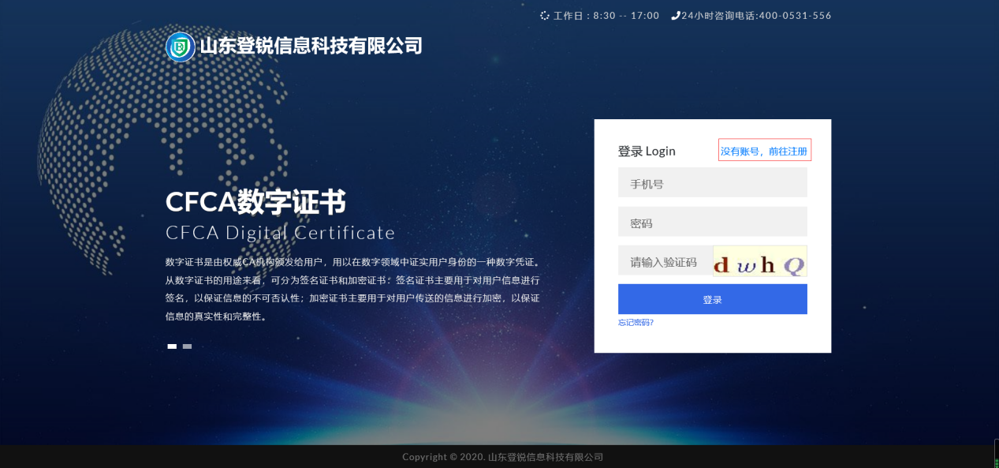 工作日：8:30 -- 17:00 24小时咨询电话:400-0531-556
山东登锐信息科技有限公司
CFCA数字证书
CFCA Digital Certificate
数字证书是由权威CA机构颁发给用户，用以在数字领域中证实用户身份的一种数字凭证。
从数字证书的用途来看，可分为签名证书和加密证书：签名证书主要用于对用户信息进行
签名，以保证信息的不可否认性；加密证书主要用于对用户传送的信息进行加密，以保证
信息的真实性和完整性。
登录 Login 没有账号，前往注册
手机号
密码
请输入验证码 dwhQ
登录
忘记密码?
Copyright © 2020. 山东登锐信息科技有限公司